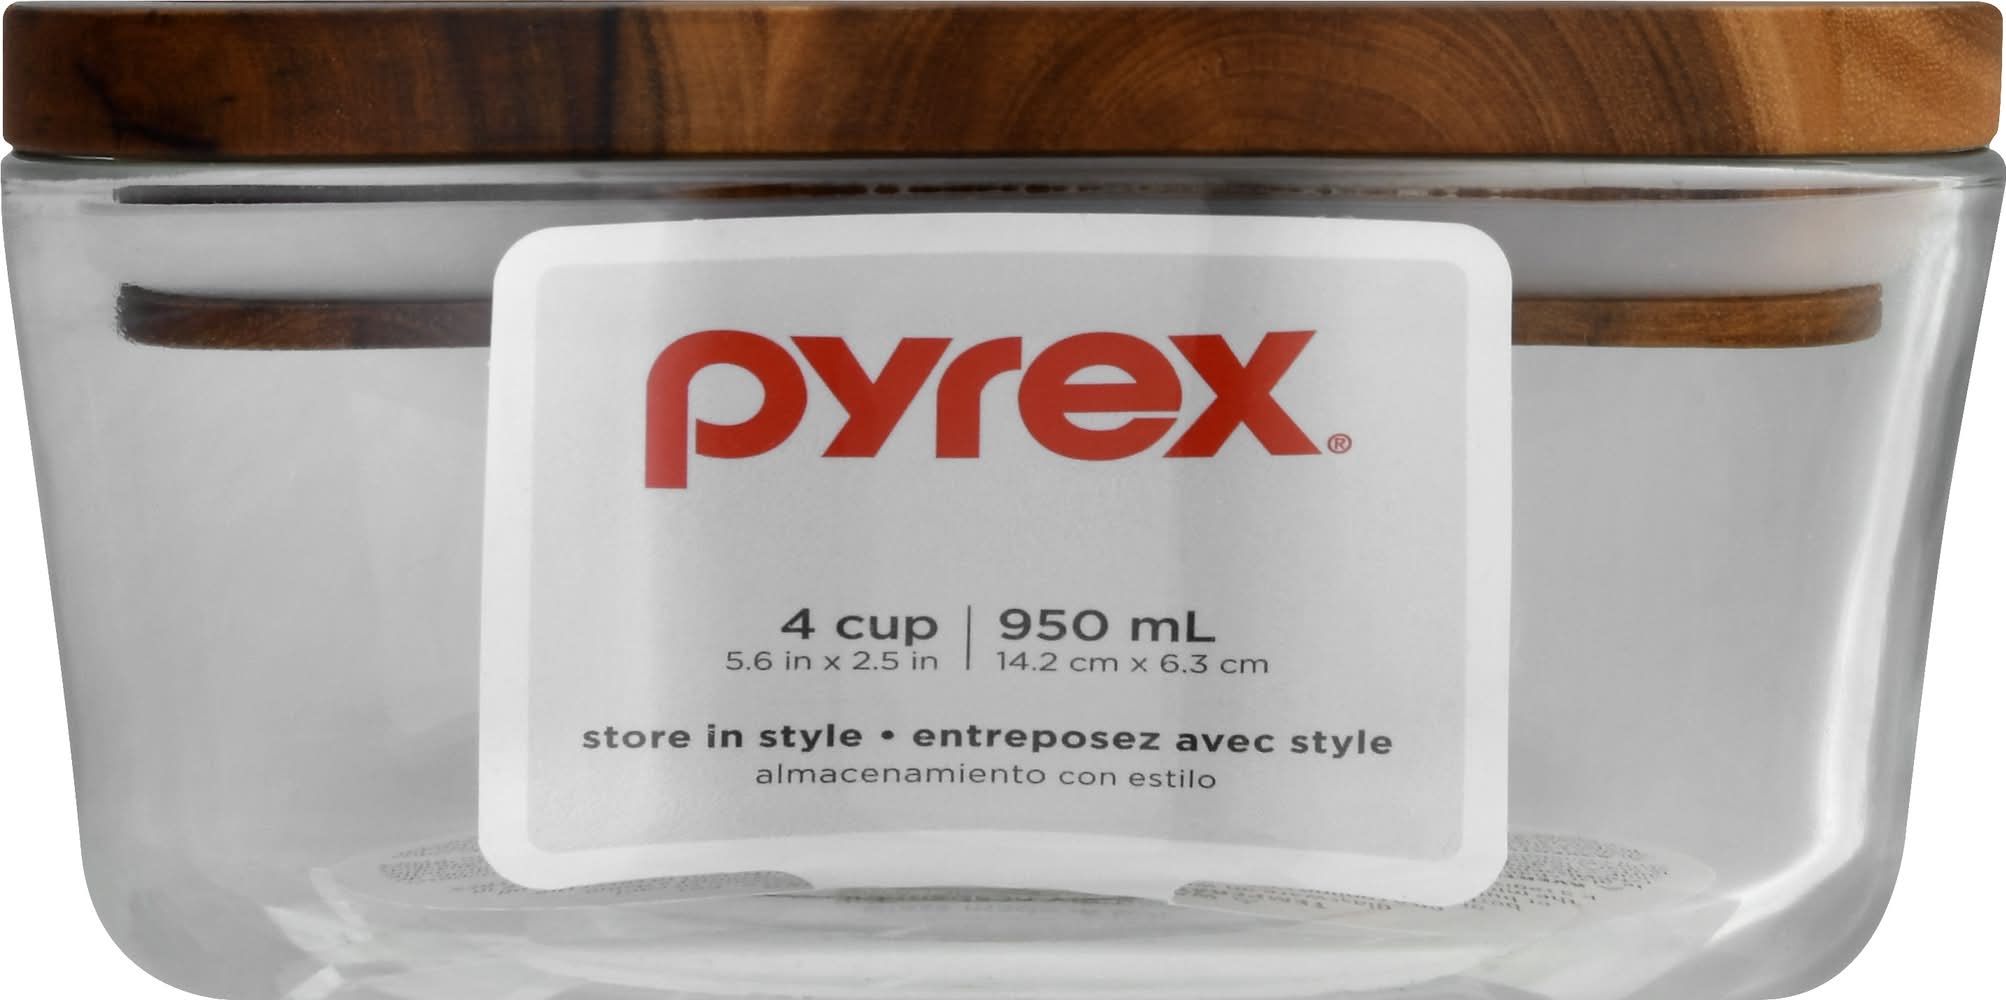 pyrex®
4 cup | 950 mL
5.6 in x 2.5 in | 14.2 cm x 6.3 cm
store in style • entreposez avec style
almacenamiento con estilo